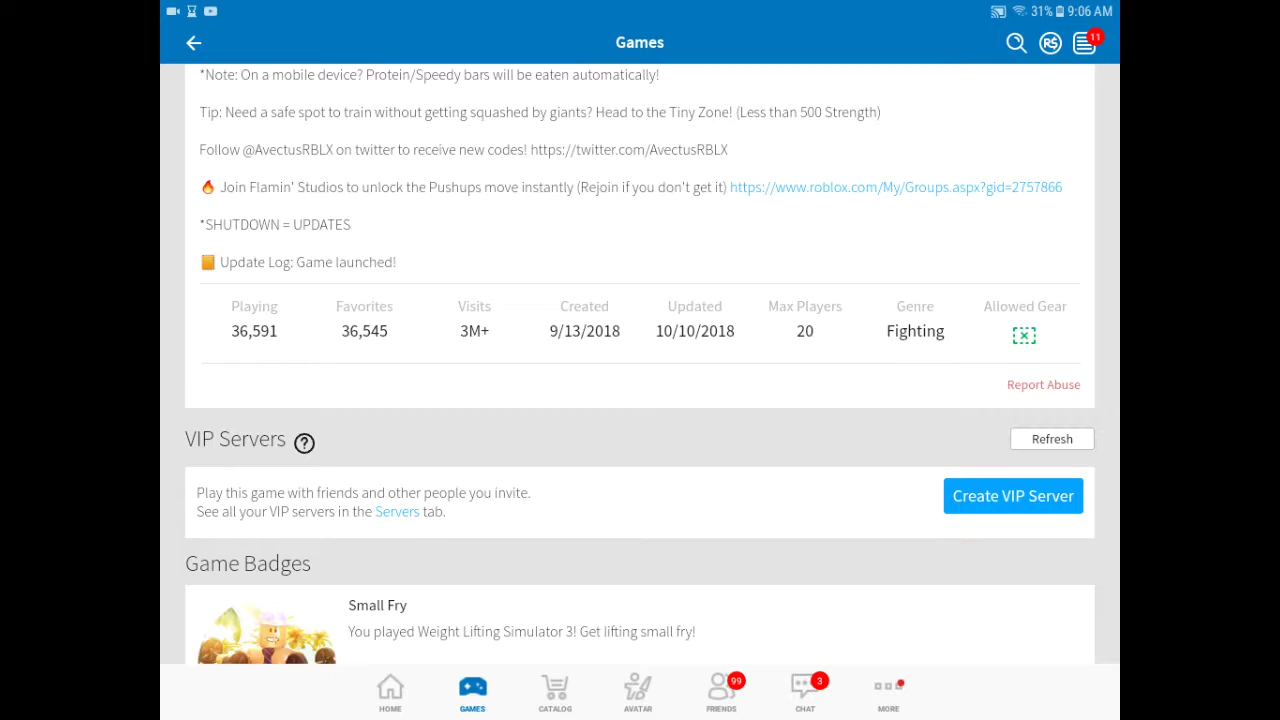 31% 9:06 AM
Games
R$
11
*Note: On a mobile device? Protein/Speedy bars will be eaten automatically!
Tip: Need a safe spot to train without getting squashed by giants? Head to the Tiny Zone! (Less than 500 Strength)
Follow @AvectusRBLX on twitter to receive new codes! https://twitter.com/AvectusRBLX
🔥 Join Flamin' Studios to unlock the Pushups move instantly (Rejoin if you don't get it) https://www.roblox.com/My/Groups.aspx?gid=2757866
*SHUTDOWN = UPDATES
📒 Update Log: Game launched!
Playing Favorites Visits Created Updated Max Players Genre Allowed Gear
36,591 36,545 3M+ 9/13/2018 10/10/2018 20 Fighting
Report Abuse
VIP Servers ? Refresh
Play this game with friends and other people you invite.
See all your VIP servers in the Servers tab.
Create VIP Server
Game Badges
Small Fry
You played Weight Lifting Simulator 3! Get lifting small fry!
99 3
HOME GAMES CATALOG AVATAR FRIENDS CHAT MORE